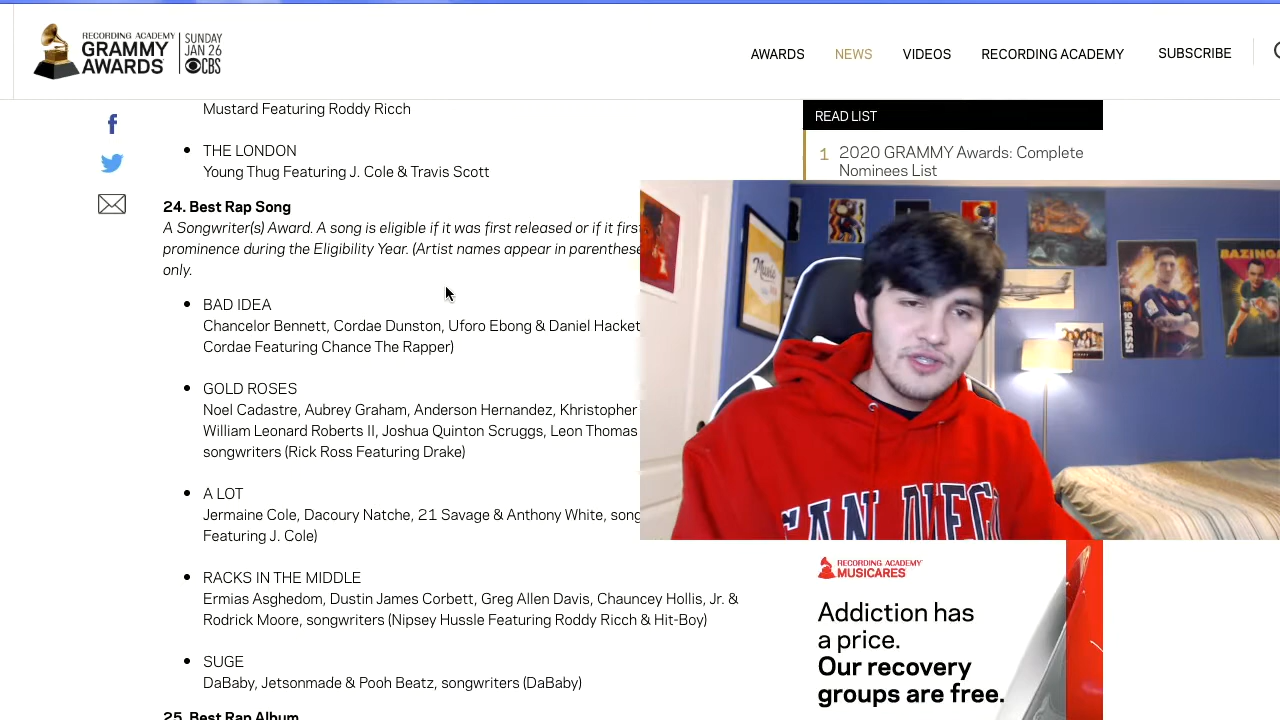 RECORDING ACADEMY
GRAMMY
AWARDS
SUNDAY
JAN 26
CBS
AWARDS
NEWS
VIDEOS
RECORDING ACADEMY
SUBSCRIBE
Mustard Featuring Roddy Ricch
THE LONDON
Young Thug Featuring J. Cole & Travis Scott
24. Best Rap Song
A Songwriter(s) Award. A song is eligible if it was first released or if it first
prominence during the Eligibility Year. (Artist names appear in parenthese
only.
BAD IDEA
Chancelor Bennett, Cordae Dunston, Uforo Ebong & Daniel Hacket
Cordae Featuring Chance The Rapper)
GOLD ROSES
Noel Cadastre, Aubrey Graham, Anderson Hernandez, Khristopher
William Leonard Roberts II, Joshua Quinton Scruggs, Leon Thomas
songwriters (Rick Ross Featuring Drake)
A LOT
Jermaine Cole, Dacoury Natche, 21 Savage & Anthony White, song
Featuring J. Cole)
RACKS IN THE MIDDLE
Ermias Asghedom, Dustin James Corbett, Greg Allen Davis, Chauncey Hollis, Jr. &
Rodrick Moore, songwriters (Nipsey Hussle Featuring Roddy Ricch & Hit-Boy)
SUGE
DaBaby, Jetsonmade & Pooh Beatz, songwriters (DaBaby)
25. Best Rap Album
READ LIST
1 2020 GRAMMY Awards: Complete
Nominees List
Music
10 MESSI
BAZING
SAN DIEGO
RECORDING ACADEMY
MUSICARES
Addiction has
a price.
Our recovery
groups are free.